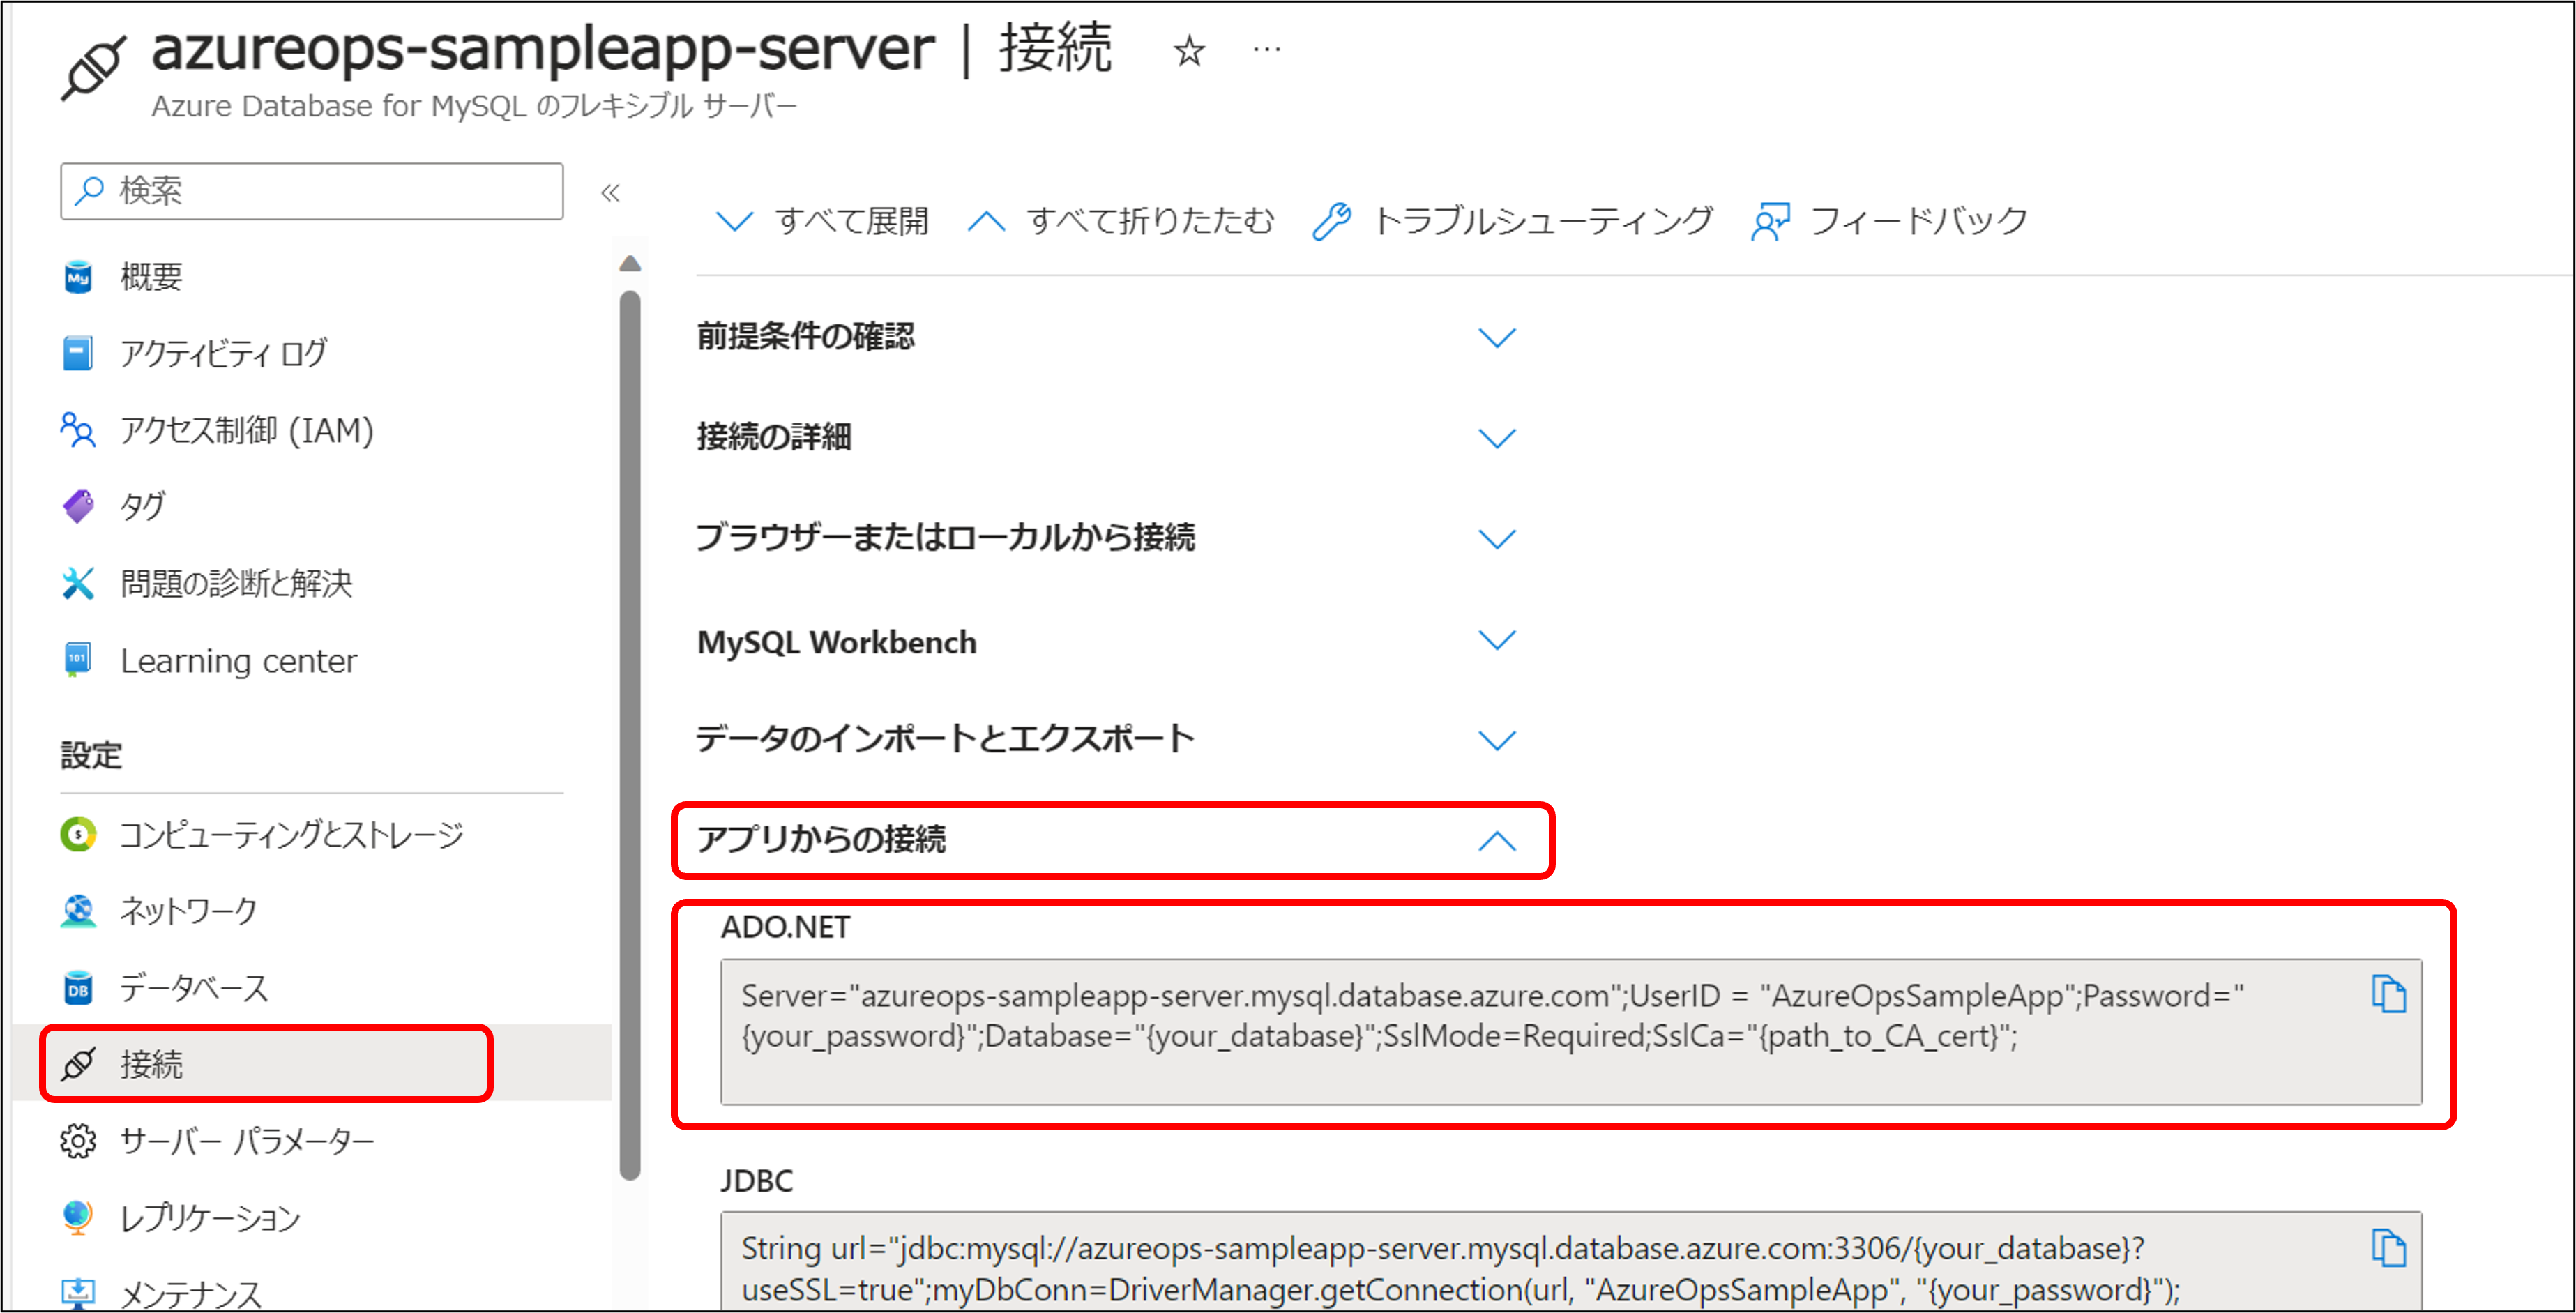 azureops-sampleapp-server | 接続 ☆ …
Azure Database for MySQL のフレキシブル サーバー
検索
«
概要
アクティビティ ログ
アクセス制御 (IAM)
タグ
問題の診断と解決
Learning center
設定
コンピューティングとストレージ
ネットワーク
データベース
接続
サーバー パラメーター
レプリケーション
メンテナンス
すべて展開 すべて折りたたむ トラブルシューティング フィードバック
前提条件の確認
接続の詳細
ブラウザーまたはローカルから接続
MySQL Workbench
データのインポートとエクスポート
アプリからの接続
ADO.NET
Server="azureops-sampleapp-server.mysql.database.azure.com";UserID = "AzureOpsSampleApp";Password="
{your_password}";Database="{your_database}";SslMode=Required;SslCa="{path_to_CA_cert}";
JDBC
String url="jdbc:mysql://azureops-sampleapp-server.mysql.database.azure.com:3306/{your_database}?
useSSL=true";myDbConn=DriverManager.getConnection(url, "AzureOpsSampleApp", "{your_password}");